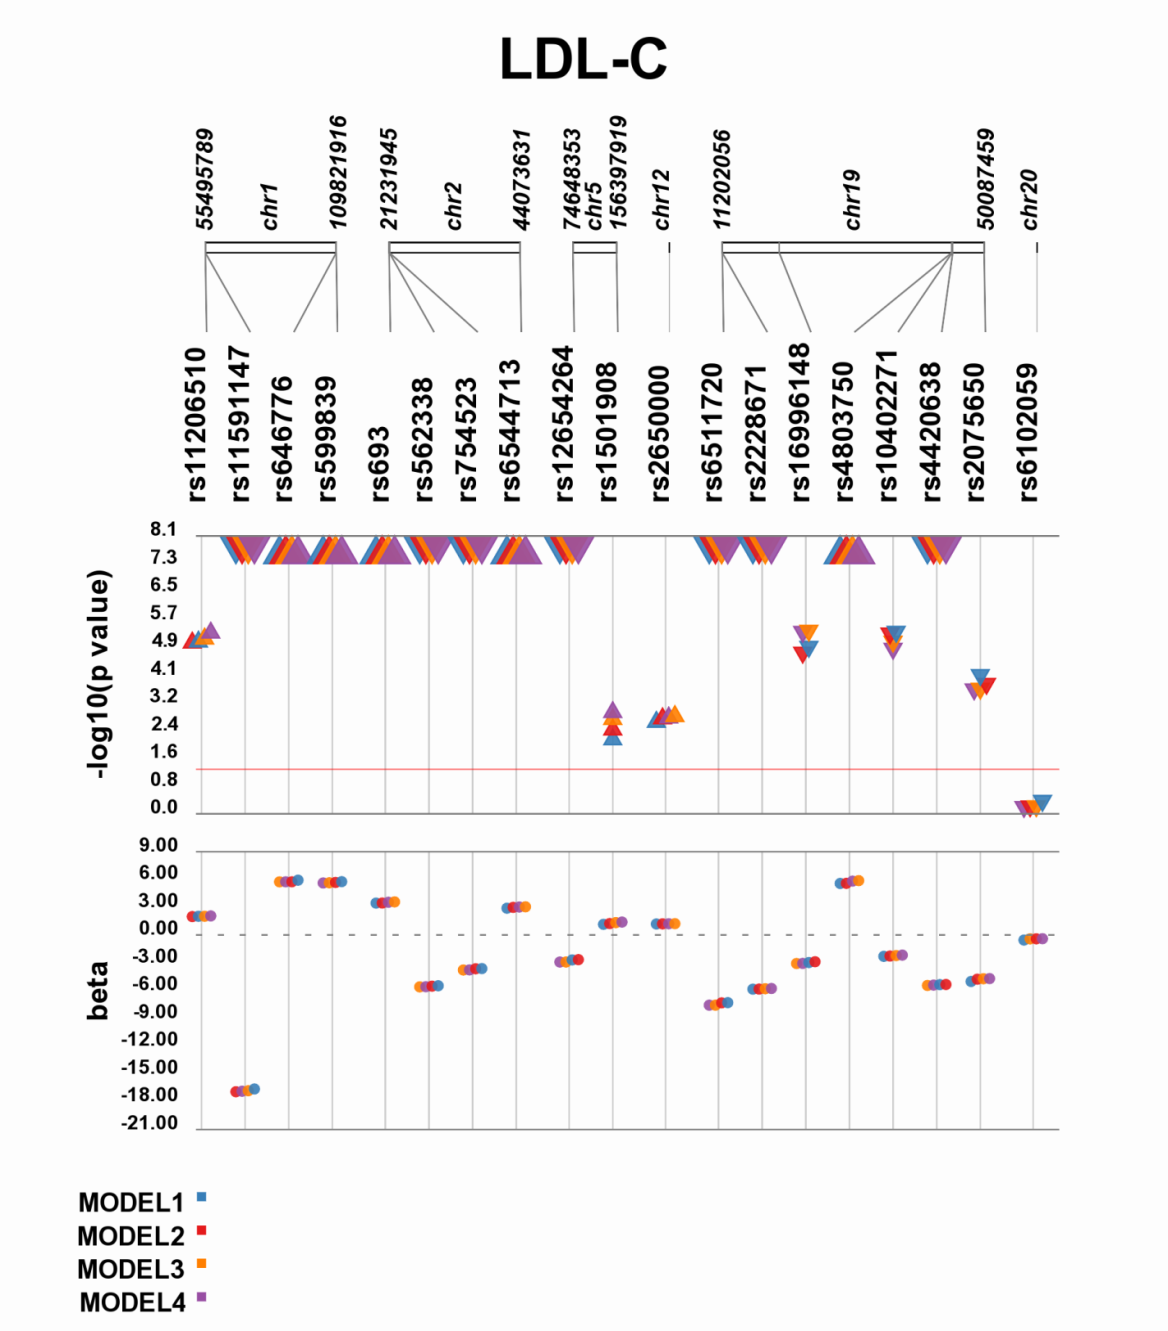 LDL-C
55495789
chr1
109821916
21231945
chr2
44073631
74648353
chr5
156397919
chr12
11202056
chr19
50087459
chr20
rs11206510
rs11591147
rs646776
rs599839
rs693
rs562338
rs754523
rs6544713
rs12654264
rs1501908
rs2650000
rs6511720
rs2228671
rs16996148
rs4803750
rs10402271
rs4420638
rs2075650
rs6102059
-log10(p value)
8.1
7.3
6.5
5.7
4.9
4.1
3.2
2.4
1.6
0.8
0.0
beta
9.00
6.00
3.00
0.00
-3.00
-6.00
-9.00
-12.00
-15.00
-18.00
-21.00
MODEL1
MODEL2
MODEL3
MODEL4